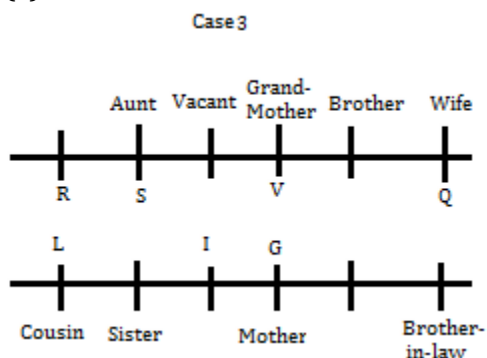 Case 3
Aunt Vacant Grand-
Mother Brother Wife
R S V Q
L I G
Cousin Sister Mother Brother-
in-law